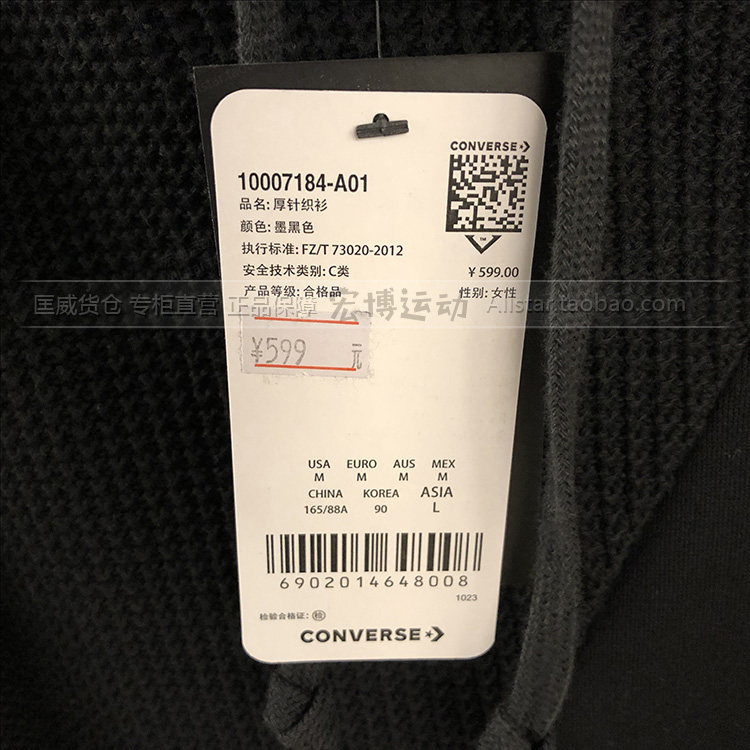 CONVERSE
10007184-A01
品名: 厚针织衫
颜色: 墨黑色
执行标准: FZ/T 73020-2012
安全技术类别: C类
¥ 599.00
产品等级: 合格品
性别: 女性
匡威货仓 专柜直营 正品保障 宏博运动 Allstar.taobao.com
¥599 元
USA EURO AUS MEX
M M M M
CHINA KOREA ASIA
165/88A 90 L
6902014648008
1023
检验合格证: 检
CONVERSE